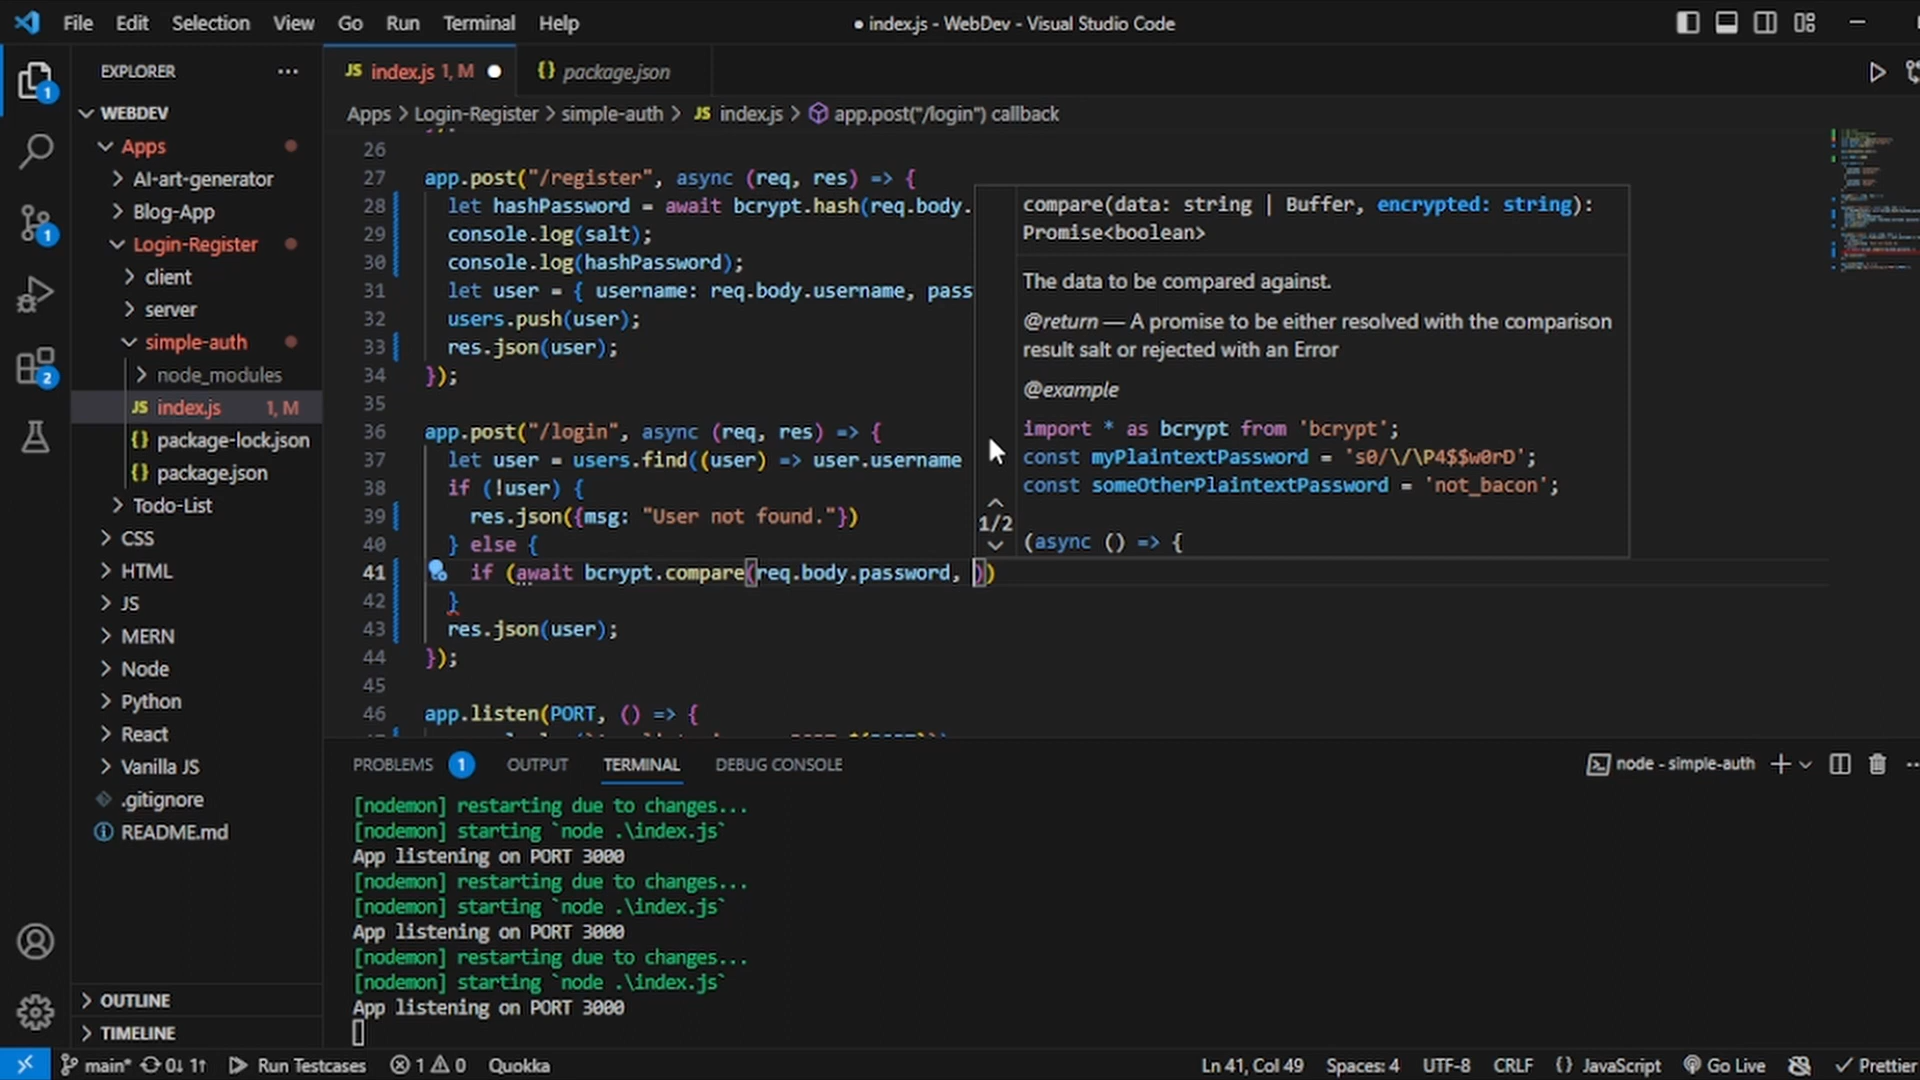 File Edit Selection View Go Run Terminal Help
● index.js - WebDev - Visual Studio Code
EXPLORER
WEBDEV
Apps
AI-art-generator
Blog-App
Login-Register
client
server
simple-auth
node_modules
JS index.js 1, M
{} package-lock.json
{} package.json
Todo-List
CSS
HTML
JS
MERN
Node
Python
React
Vanilla JS
.gitignore
README.md
OUTLINE
TIMELINE
1
1
2
JS index.js 1, M ●
{} package.json
Apps > Login-Register > simple-auth > JS index.js > app.post("/login") callback
26
27 app.post("/register", async (req, res) => {
28 let hashPassword = await bcrypt.hash(req.body.
29 console.log(salt);
30 console.log(hashPassword);
31 let user = { username: req.body.username, pass
32 users.push(user);
33 res.json(user);
34 });
35
36 app.post("/login", async (req, res) => {
37 let user = users.find((user) => user.username
38 if (!user) {
39 res.json({msg: "User not found."})
40 } else {
41 if (await bcrypt.compare(req.body.password, ))
42 }
43 res.json(user);
44 });
45
46 app.listen(PORT, () => {
compare(data: string | Buffer, encrypted: string):
Promise<boolean>
The data to be compared against.
@return — A promise to be either resolved with the comparison
result salt or rejected with an Error
@example
import * as bcrypt from 'bcrypt';
const myPlaintextPassword = 's0/\/\P4$$w0rD';
const someOtherPlaintextPassword = 'not_bacon';
1/2
(async () => {
PROBLEMS 1 OUTPUT TERMINAL DEBUG CONSOLE
node - simple-auth
[nodemon] restarting due to changes...
[nodemon] starting `node .\index.js`
App listening on PORT 3000
[nodemon] restarting due to changes...
[nodemon] starting `node .\index.js`
App listening on PORT 3000
[nodemon] restarting due to changes...
[nodemon] starting `node .\index.js`
App listening on PORT 3000
main* 0↓ 1↑ Run Testcases 1 0 Quokka
Ln 41, Col 49 Spaces: 4 UTF-8 CRLF {} JavaScript Go Live Prettier